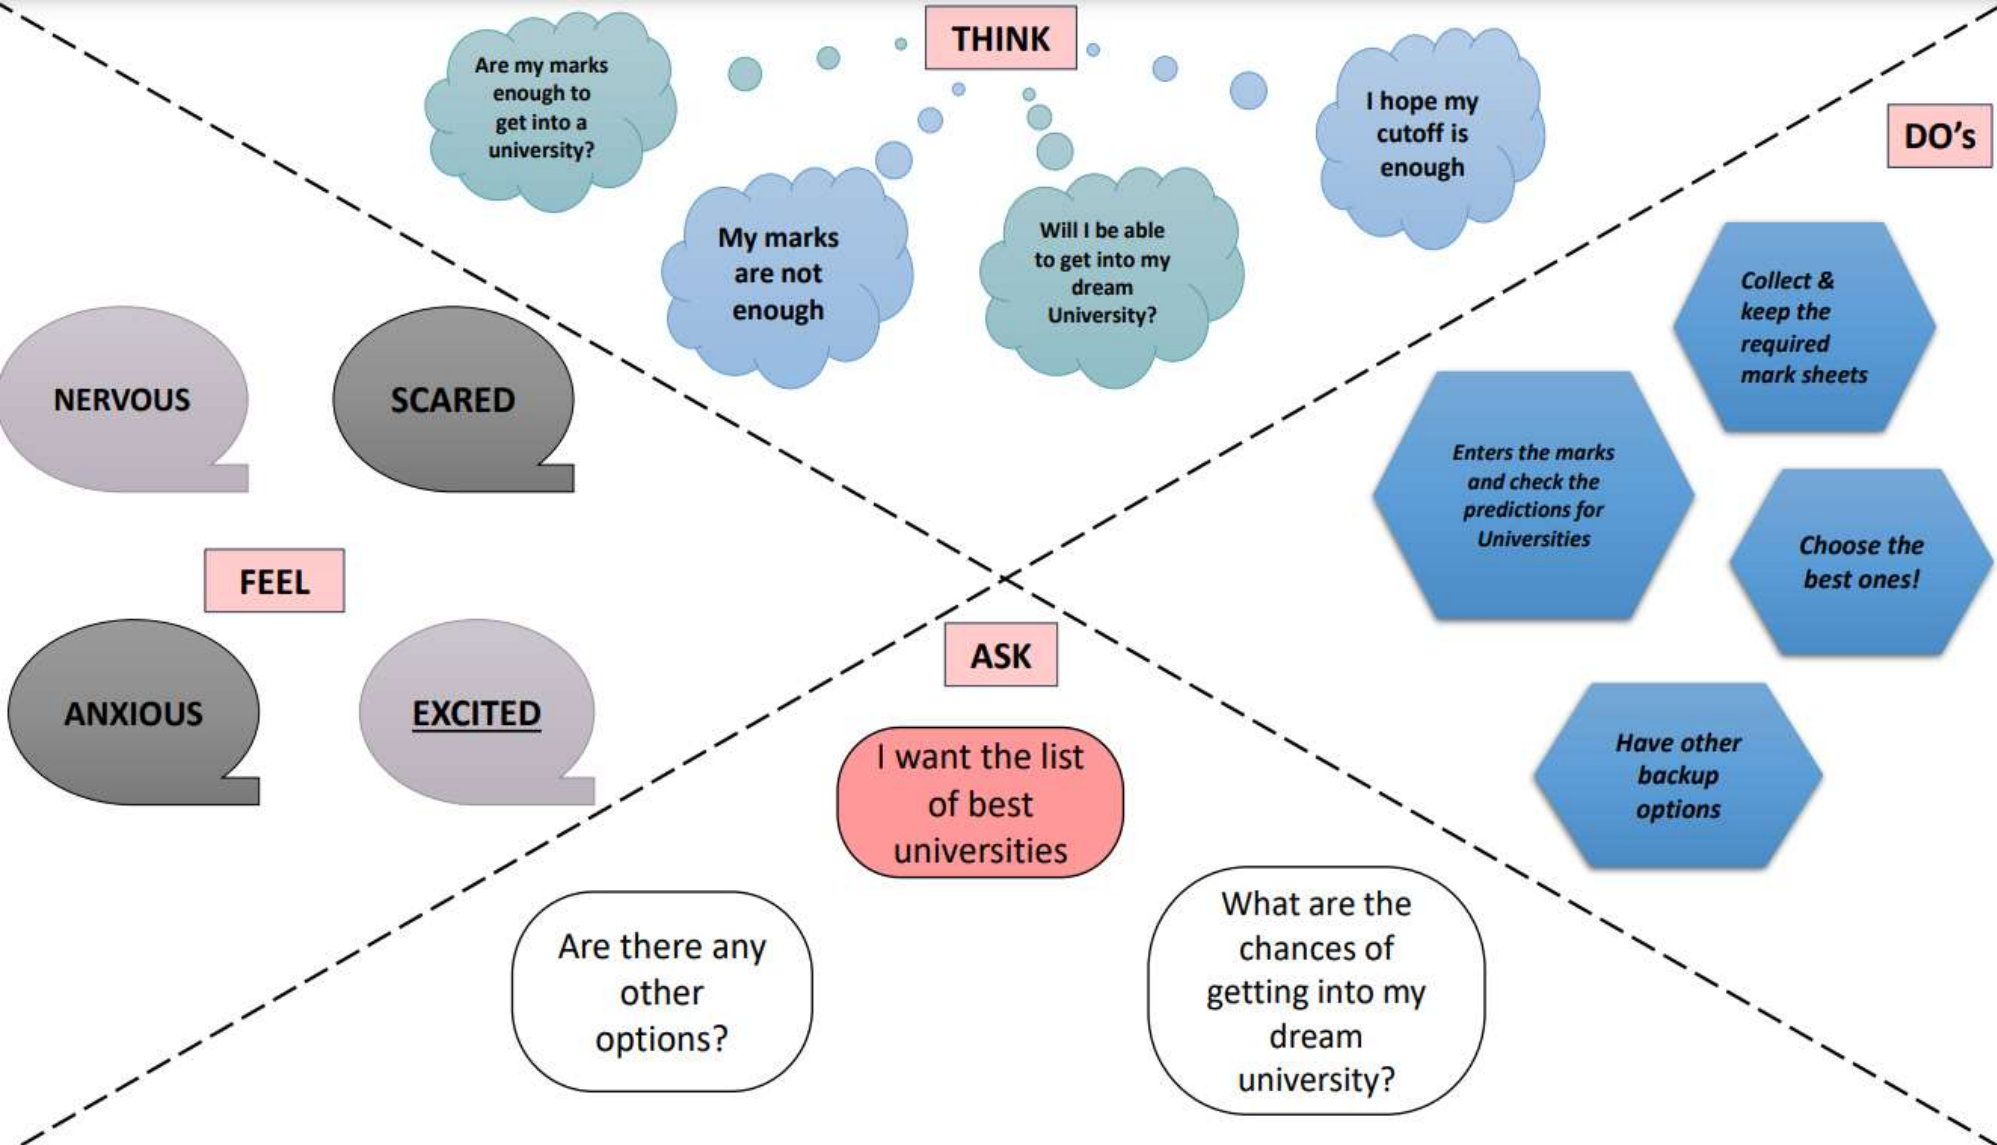 THINK
Are my marks
enough to
get into a
university?
My marks
are not
enough
Will I be able
to get into my
dream
University?
I hope my
cutoff is
enough
DO's
Collect &
keep the
required
mark sheets
Enters the marks
and check the
predictions for
Universities
Choose the
best ones!
Have other
backup
options
NERVOUS
SCARED
FEEL
ANXIOUS
EXCITED
ASK
I want the list
of best
universities
Are there any
other
options?
What are the
chances of
getting into my
dream
university?